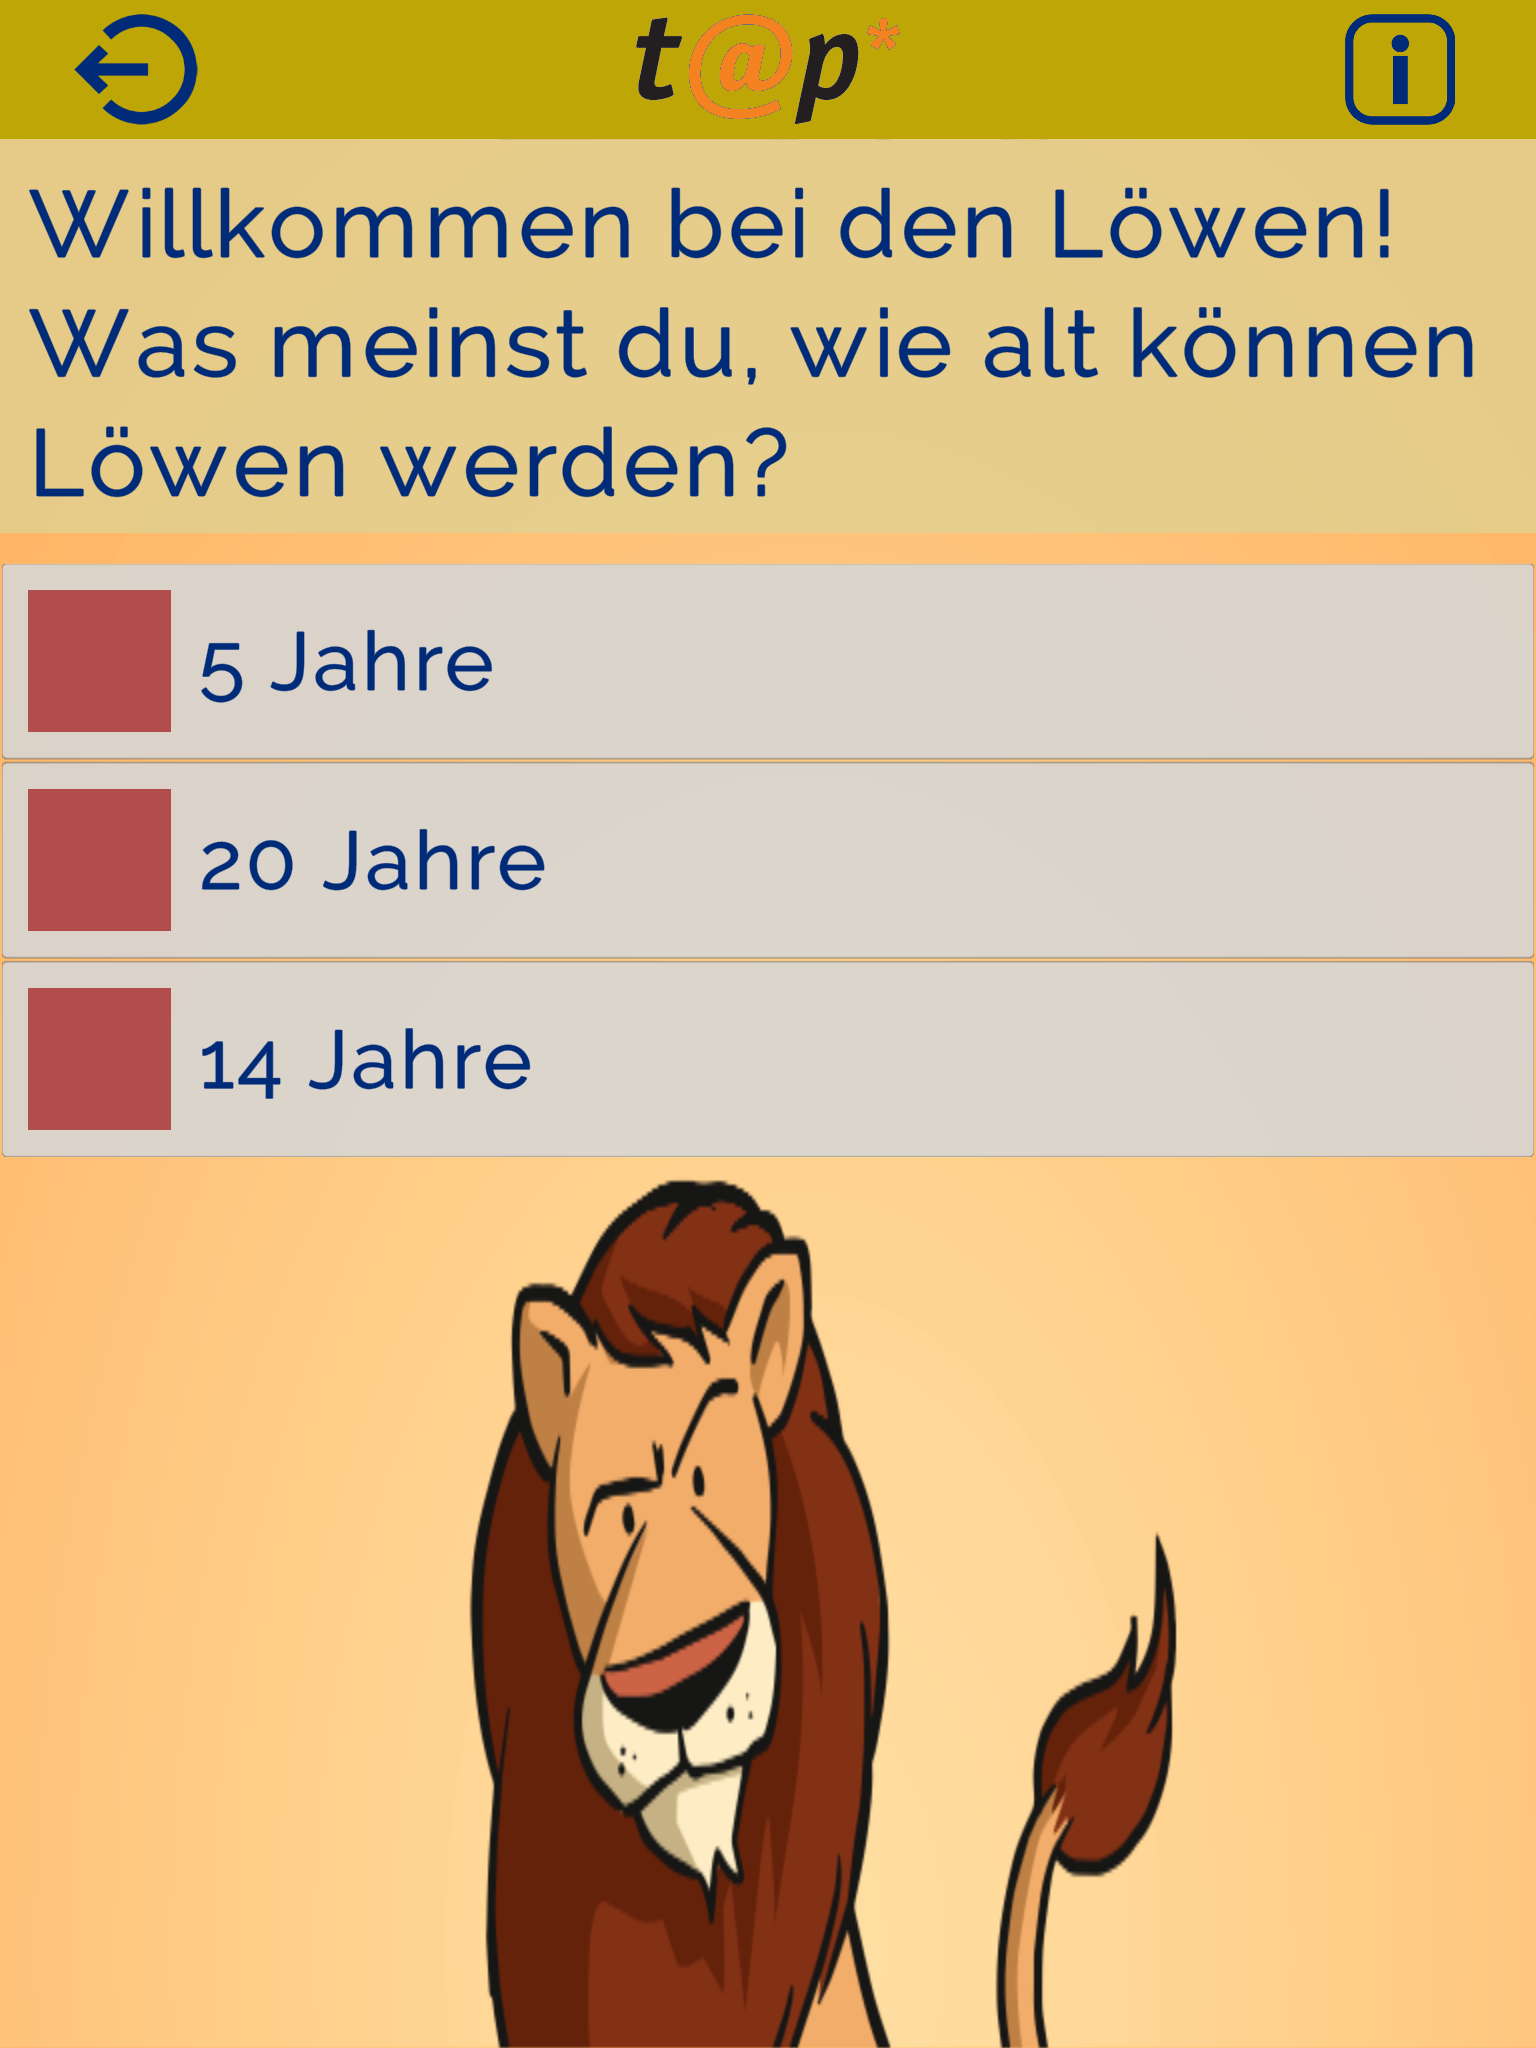 t@p*
Willkommen bei den Löwen!
Was meinst du, wie alt können
Löwen werden?
5 Jahre
20 Jahre
14 Jahre